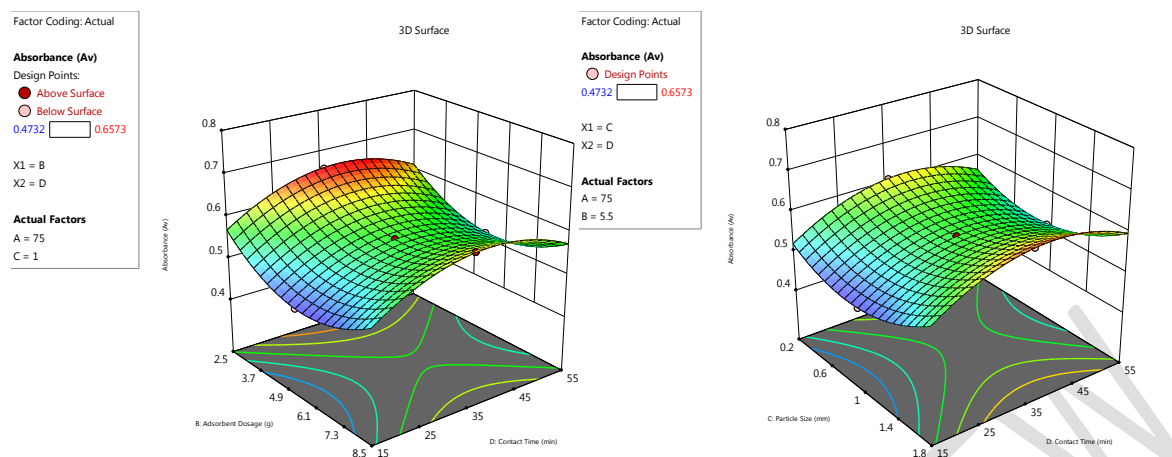 Factor Coding: Actual
Absorbance (Av)
Design Points:
Above Surface
Below Surface
0.4732 0.6573
X1 = B
X2 = D
Actual Factors
A = 75
C = 1
3D Surface
0.8
0.7
0.6
0.5
0.4
Absorbance (Av)
2.5
3.7
4.9
6.1
7.3
8.5
B: Adsorbent Dosage (g)
15
25
35
45
55
D: Contact Time (min)
Factor Coding: Actual
Absorbance (Av)
Design Points
0.4732 0.6573
X1 = C
X2 = D
Actual Factors
A = 75
B = 5.5
3D Surface
0.8
0.7
0.6
0.5
0.4
Absorbance (Av)
0.2
0.6
1
1.4
1.8
C: Particle Size (mm)
15
25
35
45
55
D: Contact Time (min)